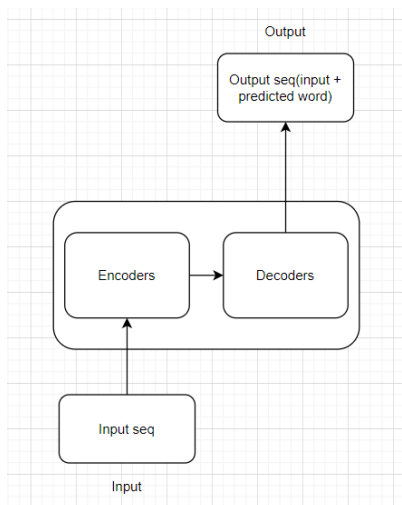 Output
Output seq(input +
predicted word)
Encoders
Decoders
Input seq
Input